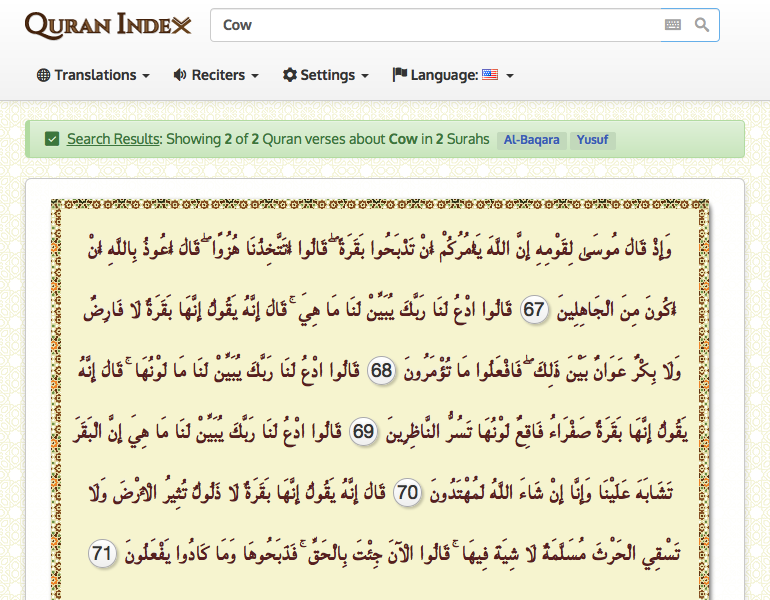 QURAN INDEX
Cow
Translations Reciters Settings Language:
Search Results: Showing 2 of 2 Quran verses about Cow in 2 Surahs Al-Baqara Yusuf
وَإِذْ قَالَ مُوسَىٰ لِقَوْمِهِ إِنَّ اللَّهَ يَأْمُرُكُمْ أَنْ تَذْبَحُوا بَقَرَةً ۖ قَالُوا أَتَتَّخِذُنَا هُزُوًا ۖ قَالَ أَعُوذُ بِاللَّهِ أَنْ
أَكُونَ مِنَ الْجَاهِلِينَ 67 قَالُوا ادْعُ لَنَا رَبَّكَ يُبَيِّنْ لَنَا مَا هِيَ ۚ قَالَ إِنَّهُ يَقُولُ إِنَّهَا بَقَرَةٌ لَا فَارِضٌ
وَلَا بِكْرٌ عَوَانٌ بَيْنَ ذَٰلِكَ ۖ فَافْعَلُوا مَا تُؤْمَرُونَ 68 قَالُوا ادْعُ لَنَا رَبَّكَ يُبَيِّنْ لَنَا مَا لَوْنُهَا ۚ قَالَ إِنَّهُ
يَقُولُ إِنَّهَا بَقَرَةٌ صَفْرَاءُ فَاقِعٌ لَوْنُهَا تَسُرُّ النَّاظِرِينَ 69 قَالُوا ادْعُ لَنَا رَبَّكَ يُبَيِّنْ لَنَا مَا هِيَ إِنَّ الْبَقَرَ
تَشَابَهَ عَلَيْنَا وَإِنَّا إِنْ شَاءَ اللَّهُ لَمُهْتَدُونَ 70 قَالَ إِنَّهُ يَقُولُ إِنَّهَا بَقَرَةٌ لَا ذَلُولٌ تُثِيرُ الْأَرْضَ وَلَا
تَسْقِي الْحَرْثَ مُسَلَّمَةٌ لَا شِيَةَ فِيهَا ۚ قَالُوا الْآنَ جِئْتَ بِالْحَقِّ ۚ فَذَبَحُوهَا وَمَا كَادُوا يَفْعَلُونَ 71